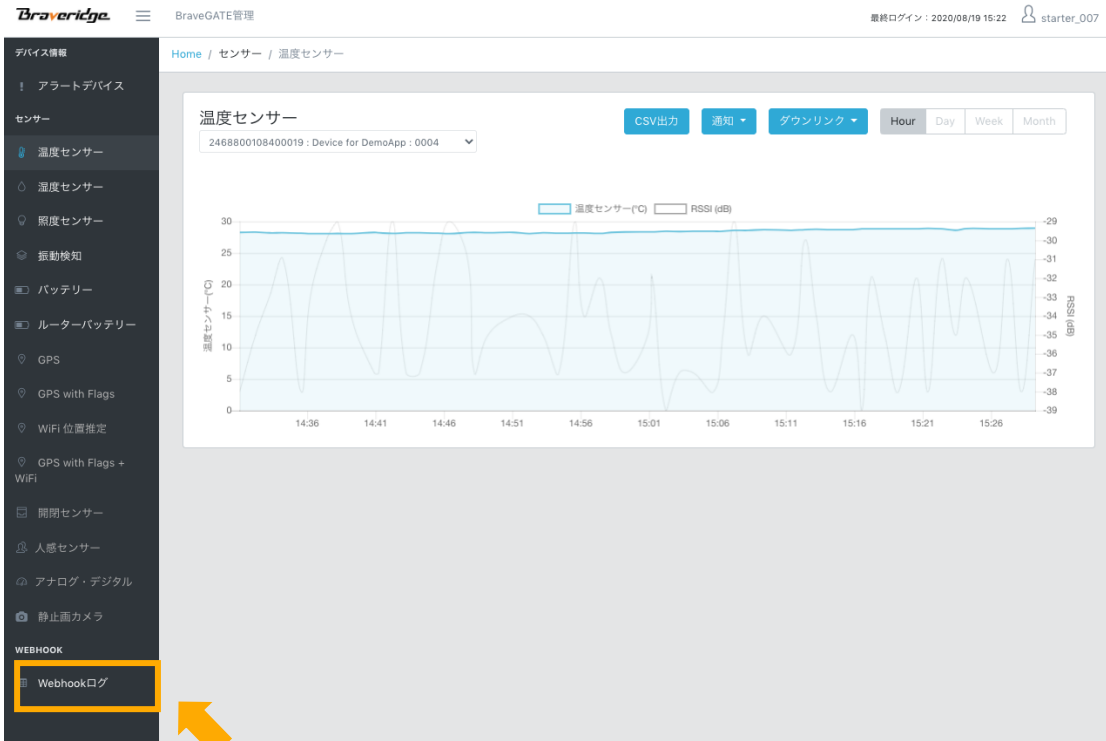 Braveridge
BraveGATE管理
最終ログイン：2020/08/19 15:22
starter_007
デバイス情報
アラートデバイス
センサー
温度センサー
湿度センサー
照度センサー
振動検知
バッテリー
ルーターバッテリー
GPS
GPS with Flags
WiFi 位置推定
GPS with Flags +
WiFi
開閉センサー
人感センサー
アナログ・デジタル
静止画カメラ
WEBHOOK
Webhookログ
Home / センサー / 温度センサー
温度センサー
2468800108400019 : Device for DemoApp : 0004
CSV出力
通知
ダウンリンク
Hour Day Week Month
温度センサー(°C) RSSI (dB)
温度センサー(°C)
30
25
20
15
10
5
0
14:36 14:41 14:46 14:51 14:56 15:01 15:06 15:11 15:16 15:21 15:26
-29
-30
-31
-32
-33
-34
-35
-36
-37
-38
-39
RSSI (dB)